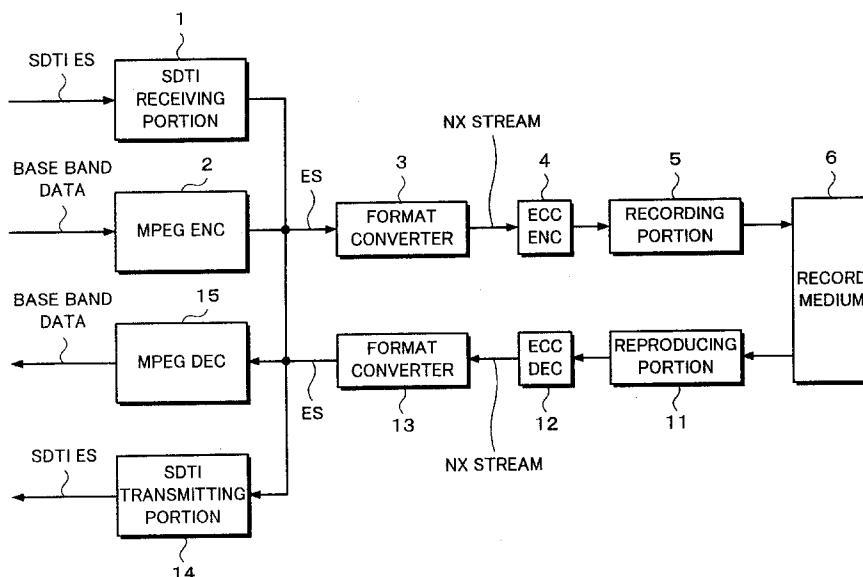 1
SDTI ES
SDTI
RECEIVING
PORTION
BASE BAND
DATA
2
MPEG ENC
ES
3
FORMAT
CONVERTER
NX STREAM
4
ECC
ENC
5
RECORDING
PORTION
6
RECORD
MEDIUM
BASE BAND
DATA
15
MPEG DEC
ES
FORMAT
CONVERTER
13
NX STREAM
ECC
DEC
12
REPRODUCING
PORTION
11
SDTI ES
SDTI
TRANSMITTING
PORTION
14